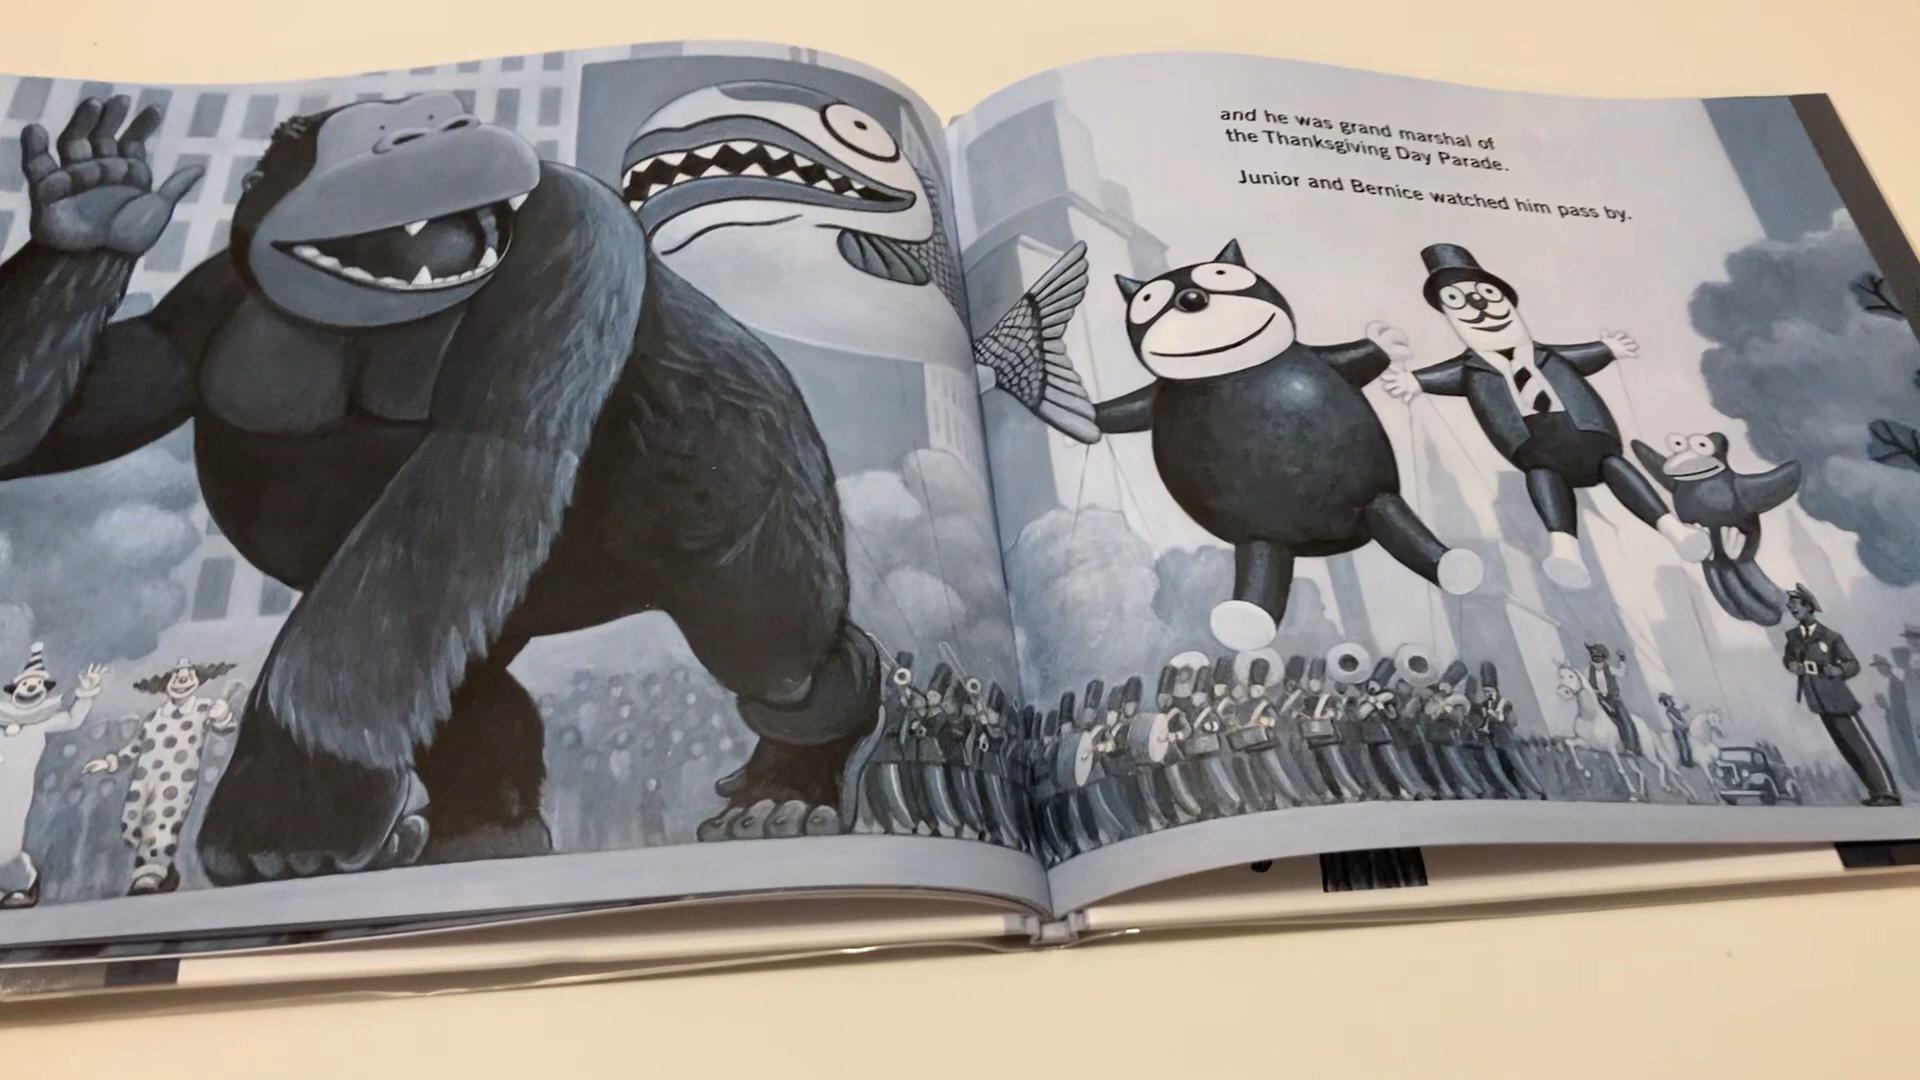 and he was grand marshal of
the Thanksgiving Day Parade.
Junior and Bernice watched him pass by.